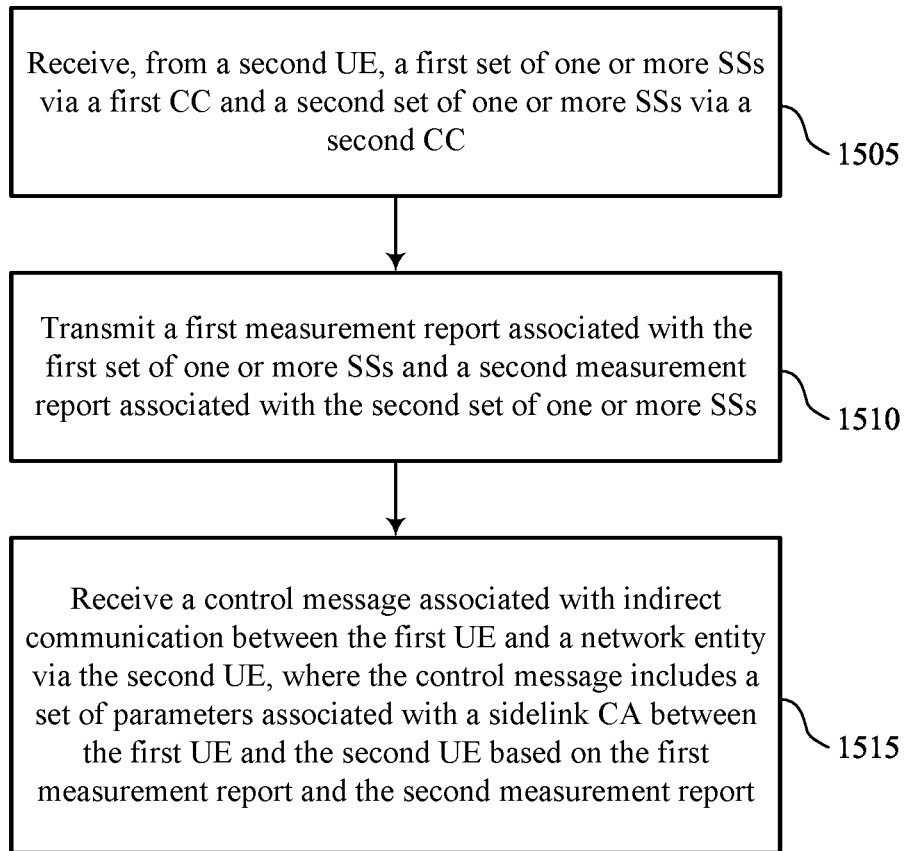 Receive, from a second UE, a first set of one or more SSs
via a first CC and a second set of one or more SSs via a
second CC
1505
Transmit a first measurement report associated with the
first set of one or more SSs and a second measurement
report associated with the second set of one or more SSs
1510
Receive a control message associated with indirect
communication between the first UE and a network entity
via the second UE, where the control message includes a
set of parameters associated with a sidelink CA between
the first UE and the second UE based on the first
measurement report and the second measurement report
1515